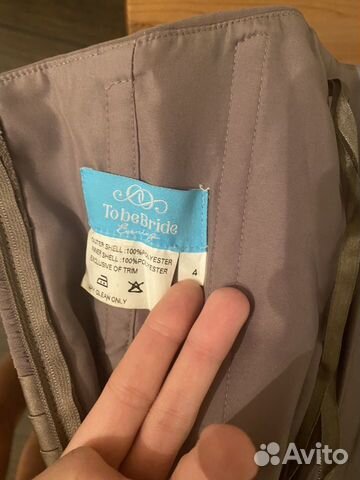 TobeBride
Evening
OUTER SHELL :100%POLYESTER
INNER SHELL :100%POLYESTER
EXCLUSIVE OF TRIM
4
DRY CLEAN ONLY
Avito